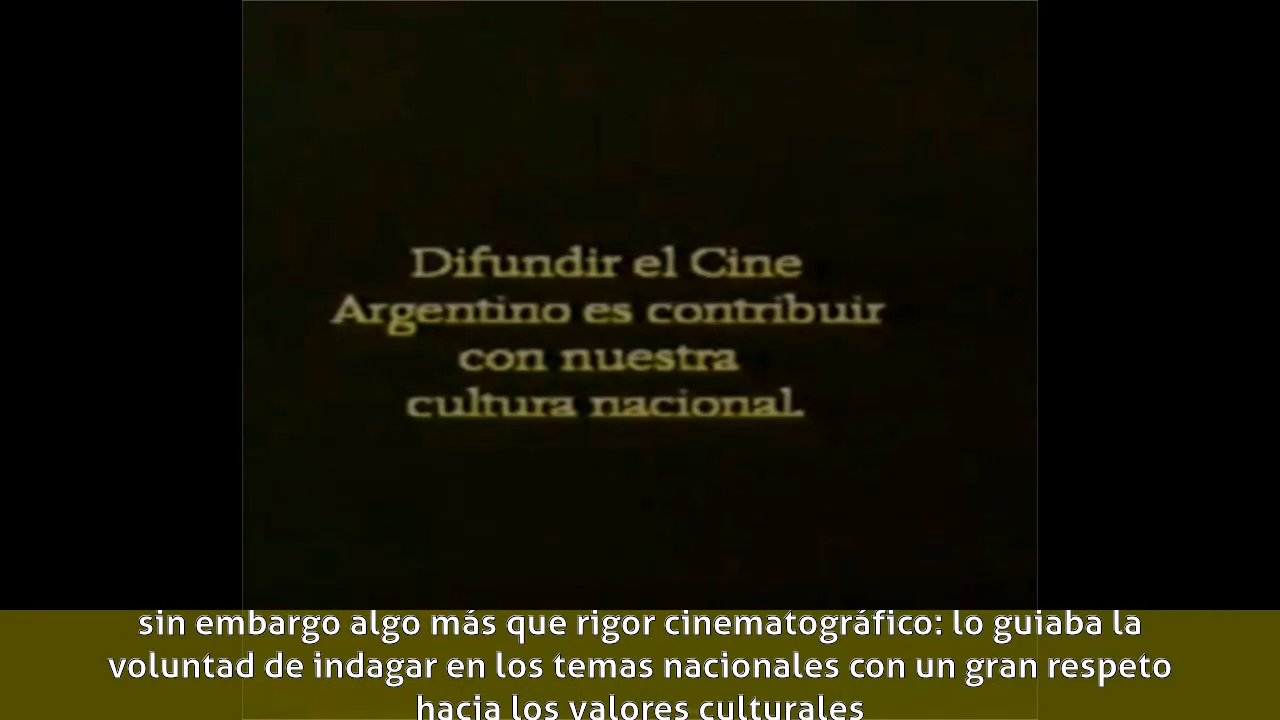 Difundir el Cine
Argentino es contribuir
con nuestra
cultura nacional.
sin embargo algo más que rigor cinematográfico: lo guiaba la
voluntad de indagar en los temas nacionales con un gran respeto
hacia los valores culturales